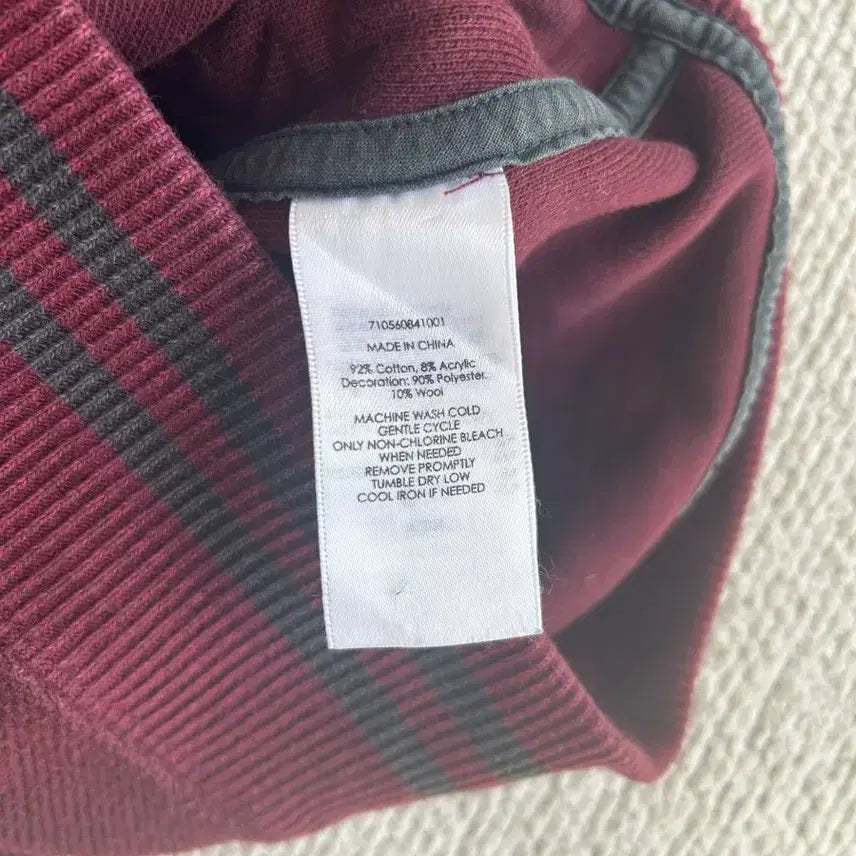 710560841001
MADE IN CHINA
92% Cotton, 8% Acrylic
Decoration: 90% Polyester.
10% Wool
MACHINE WASH COLD
GENTLE CYCLE
ONLY NON-CHLORINE BLEACH
WHEN NEEDED
REMOVE PROMPTLY
TUMBLE DRY LOW
COOL IRON IF NEEDED